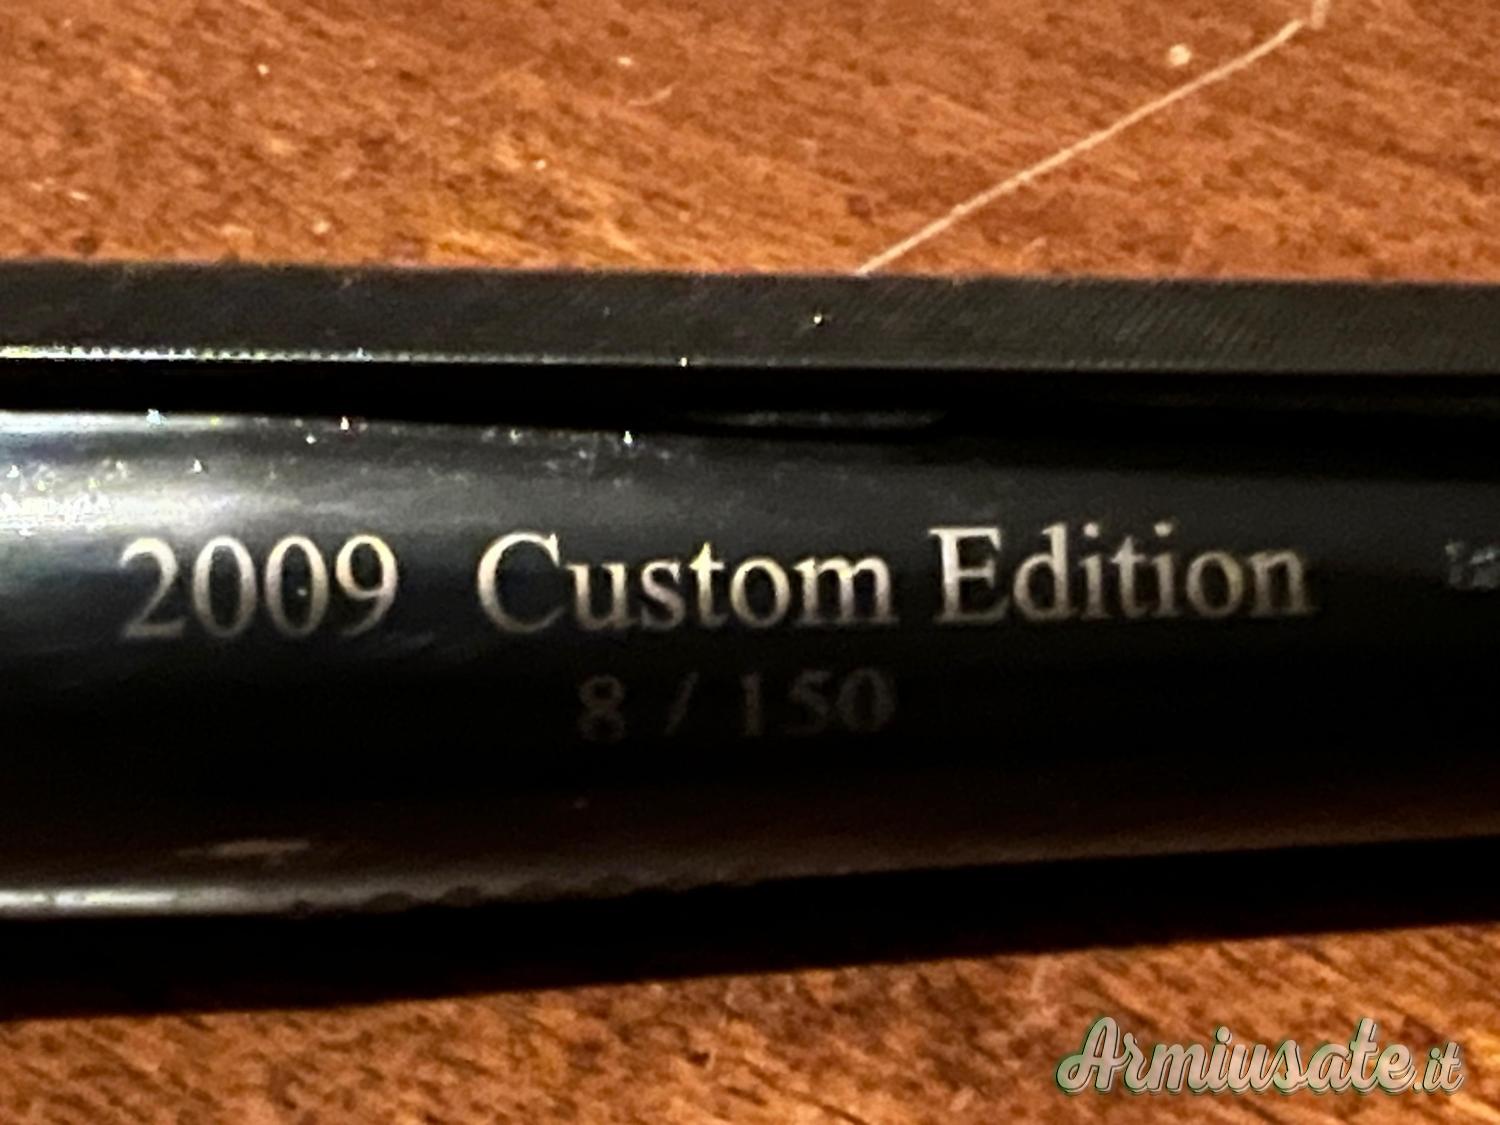 2009 Custom Edition
8 / 150
Armiusate.it